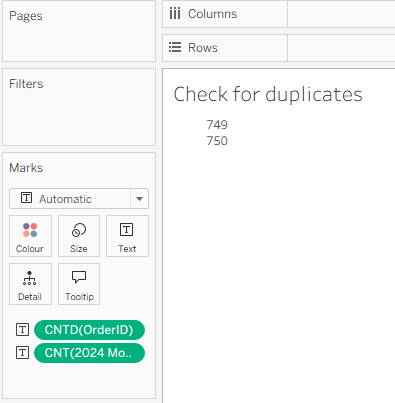 Pages
Columns
Rows
Filters
Check for duplicates
749
750
Marks
Automatic
Colour Size Text
Detail Tooltip
CNTD(OrderID)
CNT(2024 Mo..